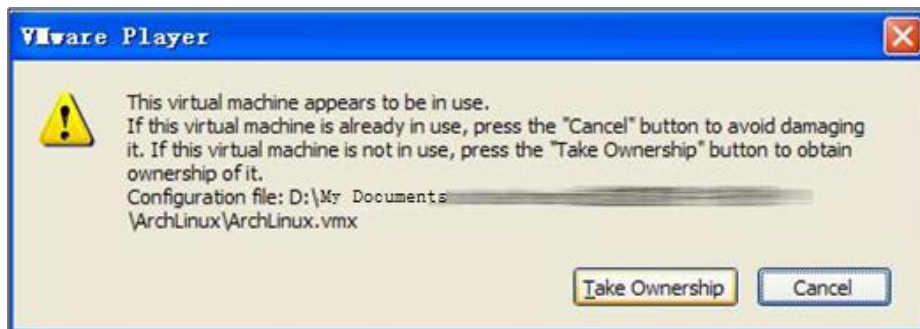 VMware Player
This virtual machine appears to be in use.
If this virtual machine is already in use, press the "Cancel" button to avoid damaging
it. If this virtual machine is not in use, press the "Take Ownership" button to obtain
ownership of it.
Configuration file: D:\My Documents
\ArchLinux\ArchLinux.vmx
Take Ownership Cancel